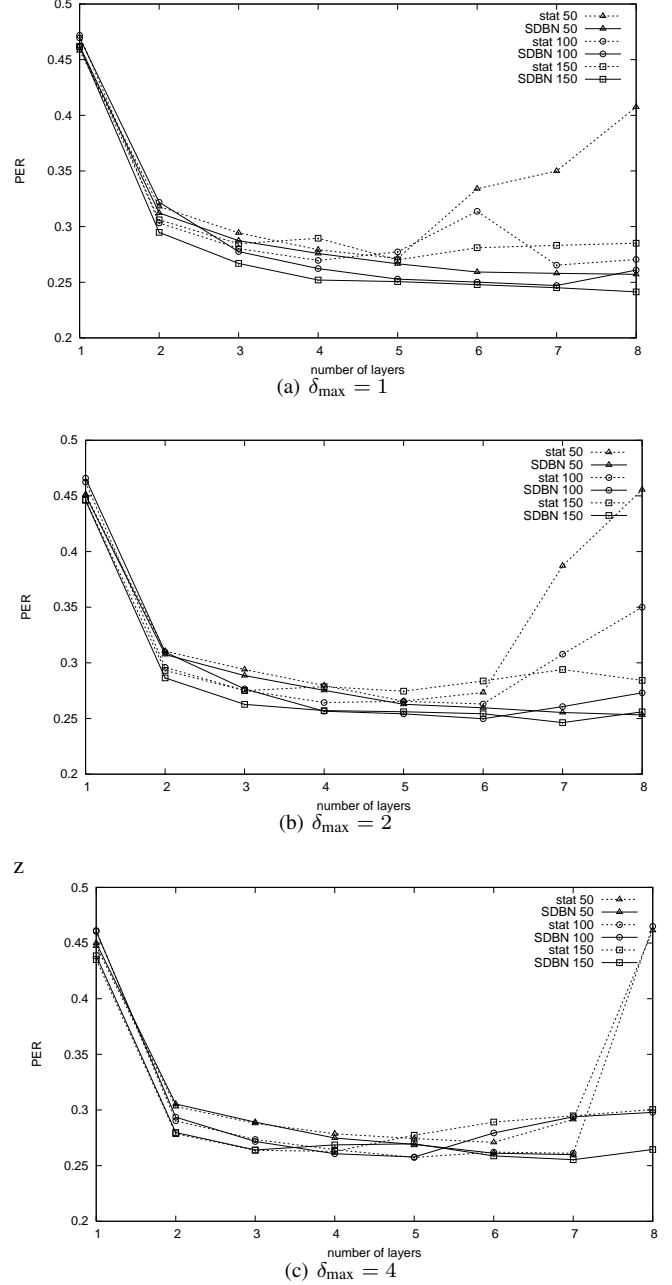 0.5
0.45
0.4
0.35
0.3
0.25
0.2
PER
stat 50
SDBN 50
stat 100
SDBN 100
stat 150
SDBN 150
1 2 3 4 5 6 7 8
number of layers
(a) δmax = 1
0.5
0.45
0.4
0.35
0.3
0.25
0.2
PER
stat 50
SDBN 50
stat 100
SDBN 100
stat 150
SDBN 150
1 2 3 4 5 6 7 8
number of layers
(b) δmax = 2
z
0.5
0.45
0.4
0.35
0.3
0.25
0.2
PER
stat 50
SDBN 50
stat 100
SDBN 100
stat 150
SDBN 150
1 2 3 4 5 6 7 8
number of layers
(c) δmax = 4